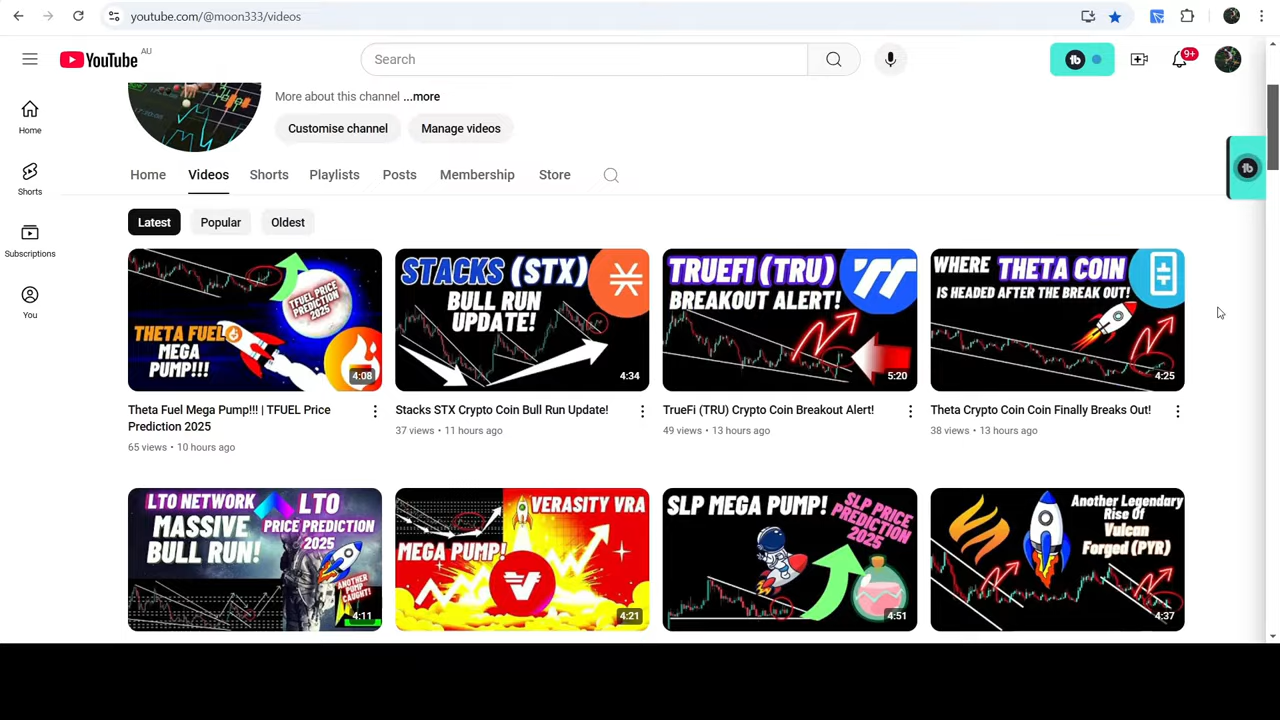 youtube.com/@moon333/videos
YouTube AU
Search
9+
More about this channel ...more
Customise channel
Manage videos
Home
Shorts
Subscriptions
You
Home Videos Shorts Playlists Posts Membership Store
Latest Popular Oldest
THETA FUEL
MEGA
PUMP!!!
TFUEL PRICE
PREDICTION
2025
4:08
STACKS (STX)
BULL RUN
UPDATE!
4:34
TRUEFI (TRU)
BREAKOUT ALERT!
5:20
WHERE THETA COIN
IS HEADED AFTER THE BREAK OUT!
4:25
Theta Fuel Mega Pump!!! | TFUEL Price
Prediction 2025
65 views • 10 hours ago
Stacks STX Crypto Coin Bull Run Update!
37 views • 11 hours ago
TrueFi (TRU) Crypto Coin Breakout Alert!
49 views • 13 hours ago
Theta Crypto Coin Coin Finally Breaks Out!
38 views • 13 hours ago
LTO NETWORK
MASSIVE
BULL RUN!
LTO
PRICE PREDICTION
2025
ANOTHER
PUMP
CAUGHT!
4:11
VERASITY VRA
MEGA PUMP!
4:21
SLP MEGA PUMP!
SLP PRICE
PREDICTION
2025
4:51
Another Legendary
Rise Of
Vulcan
Forged (PYR)
4:37